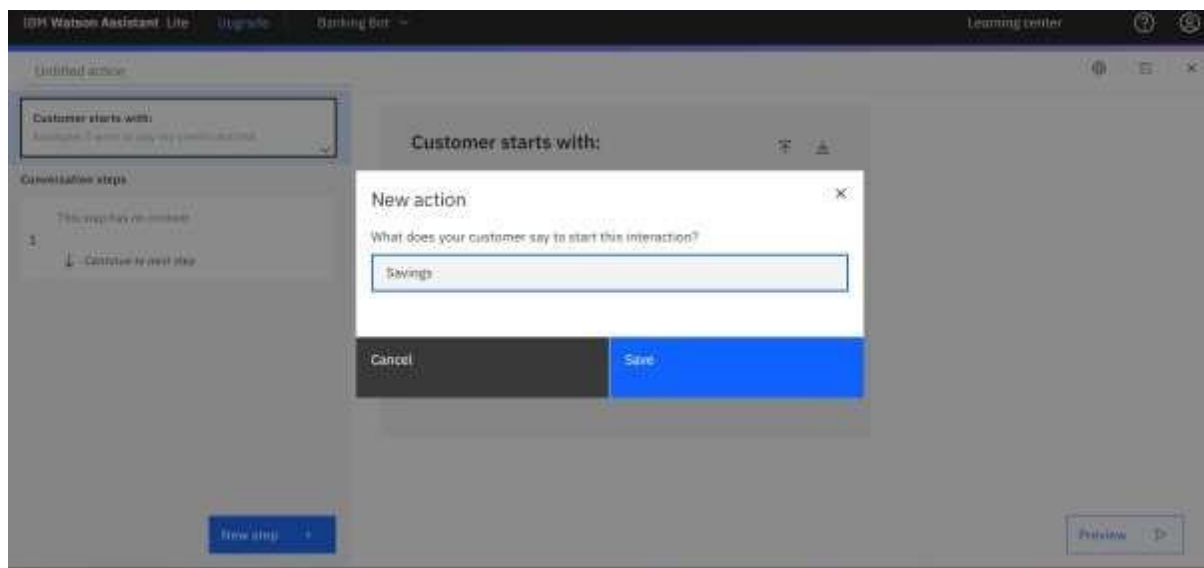 IBM Watson Assistant Lite Upgrade Banking Bot Learning center
Untitled action
Customer starts with:
Conversation steps
This step has no content
1
Continue to next step
New step +
Customer starts with:
New action
What does your customer say to start this interaction?
Savings
Cancel Save
Preview